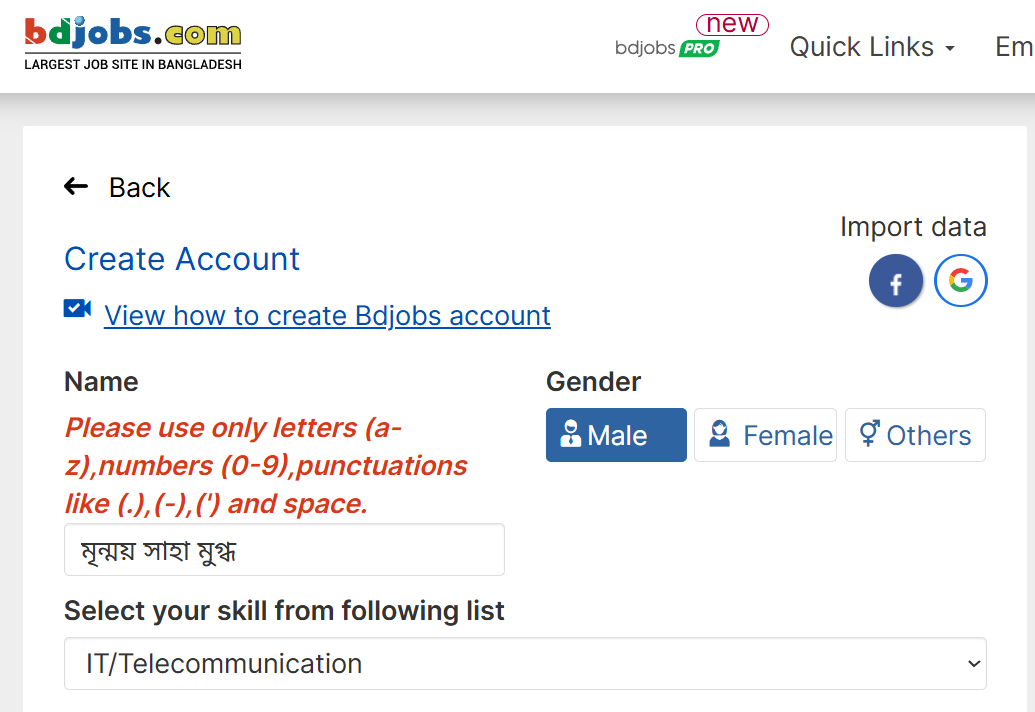 bdjobs.com
LARGEST JOB SITE IN BANGLADESH
new
bdjobs PRO
Quick Links
Em
Back
Import data
Create Account
View how to create Bdjobs account
Name
Gender
Please use only letters (a-
z),numbers (0-9),punctuations
like (.),(-),(') and space.
Male
Female
Others
মৃন্ময় সাহা মুগ্ধ
Select your skill from following list
IT/Telecommunication